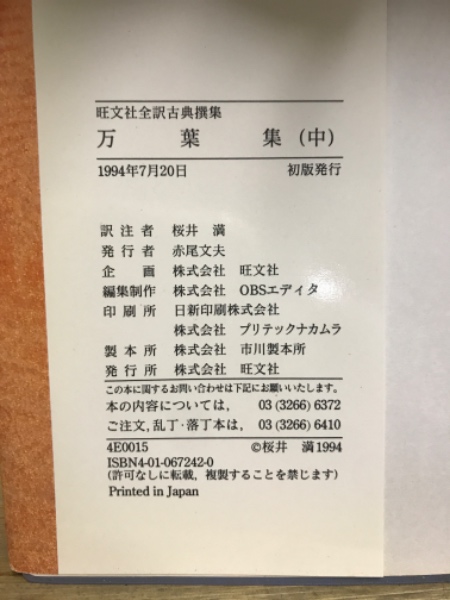 旺文社全訳古典撰集
万葉集(中)
1994年7月20日 初版発行
訳注者 桜井 満
発行者 赤尾文夫
企画 株式会社 旺文社
編集制作 株式会社 OBSエディタ
印刷所 日新印刷株式会社
株式会社 プリテックナカムラ
製本所 株式会社 市川製本所
発行所 株式会社 旺文社
この本に関するお問い合わせは下記にお願いいたします。
本の内容については, 03 (3266) 6372
ご注文, 乱丁・落丁本は, 03 (3266) 6410
4E0015 ©桜井 満 1994
ISBN4-01-067242-0
(許可なしに転載, 複製することを禁じます)
Printed in Japan